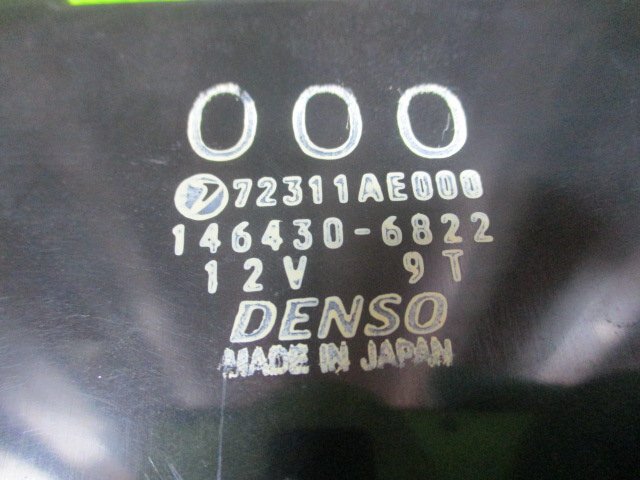 000
72311AE000
146430-6822
12V 9T
DENSO
MADE IN JAPAN